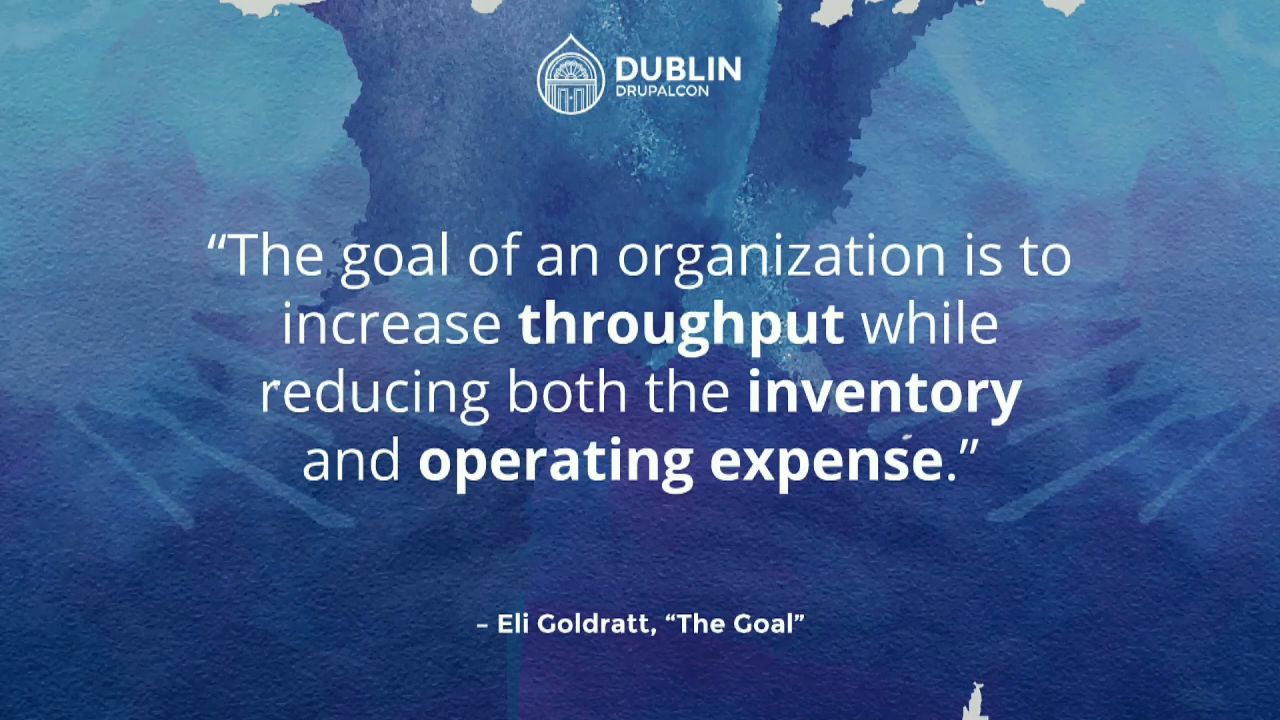 DUBLIN
DRUPALCON
“The goal of an organization is to
increase throughput while
reducing both the inventory
and operating expense.”
– Eli Goldratt, “The Goal”